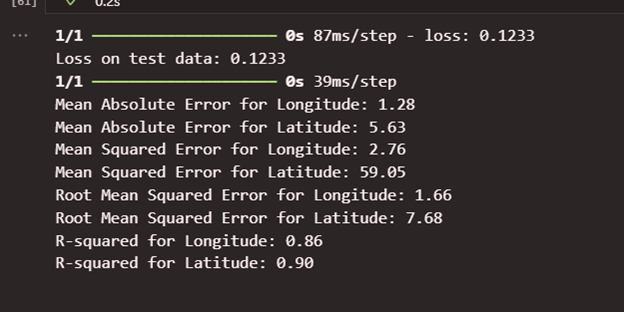 [61] ✓ 0.2s
... 1/1 ━━━━━━━━━━━━━━━━━━━━ 0s 87ms/step - loss: 0.1233
Loss on test data: 0.1233
1/1 ━━━━━━━━━━━━━━━━━━━━ 0s 39ms/step
Mean Absolute Error for Longitude: 1.28
Mean Absolute Error for Latitude: 5.63
Mean Squared Error for Longitude: 2.76
Mean Squared Error for Latitude: 59.05
Root Mean Squared Error for Longitude: 1.66
Root Mean Squared Error for Latitude: 7.68
R-squared for Longitude: 0.86
R-squared for Latitude: 0.90